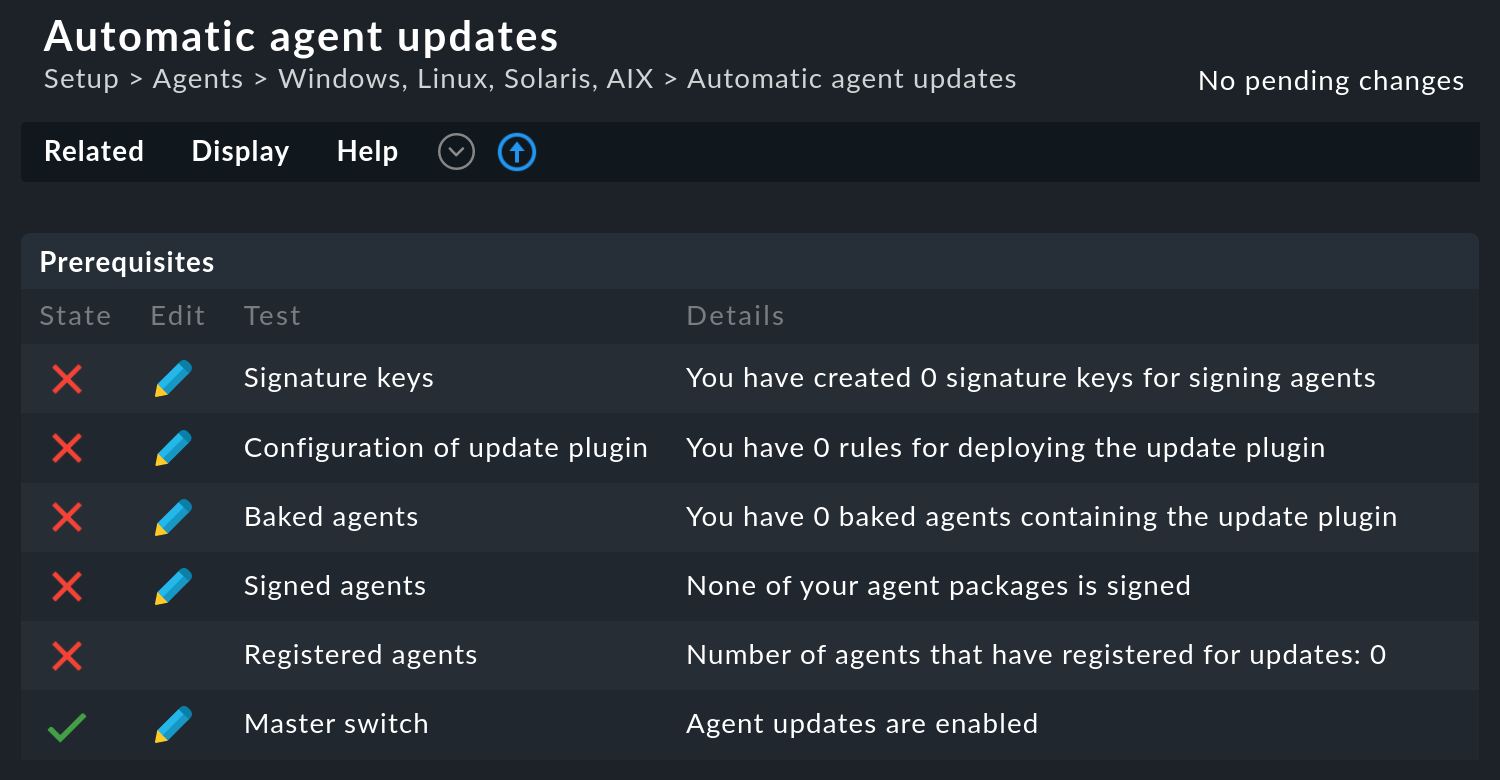 Automatic agent updates
Setup > Agents > Windows, Linux, Solaris, AIX > Automatic agent updates
No pending changes
Related Display Help
Prerequisites
State Edit Test Details
Signature keys You have created 0 signature keys for signing agents
Configuration of update plugin You have 0 rules for deploying the update plugin
Baked agents You have 0 baked agents containing the update plugin
Signed agents None of your agent packages is signed
Registered agents Number of agents that have registered for updates: 0
Master switch Agent updates are enabled